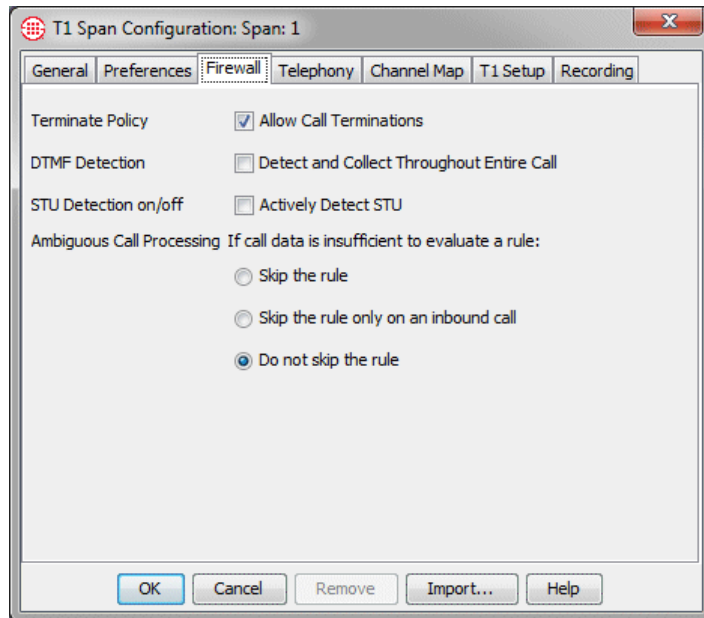 T1 Span Configuration: Span: 1
General Preferences Firewall Telephony Channel Map T1 Setup Recording
Terminate Policy Allow Call Terminations
DTMF Detection Detect and Collect Throughout Entire Call
STU Detection on/off Actively Detect STU
Ambiguous Call Processing If call data is insufficient to evaluate a rule:
Skip the rule
Skip the rule only on an inbound call
Do not skip the rule
OK Cancel Remove Import... Help